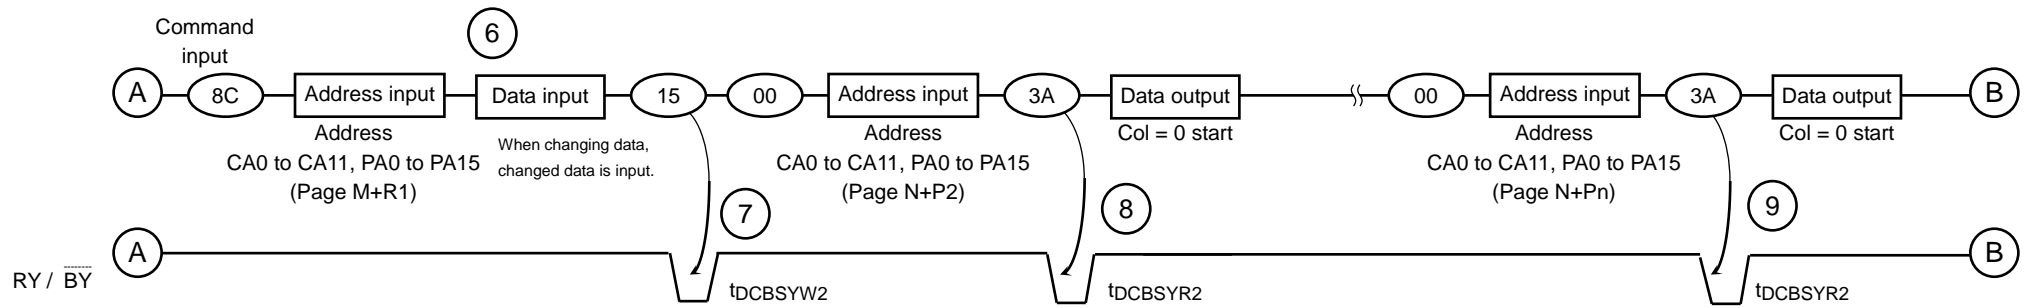 Command
input
6
A 8C Address input Data input 15 00 Address input 3A Data output 00 Address input 3A Data output B
Address When changing data, Address Col = 0 start Address Col = 0 start
CA0 to CA11, PA0 to PA15 changed data is input. CA0 to CA11, PA0 to PA15 CA0 to CA11, PA0 to PA15
(Page M+R1) (Page N+P2) (Page N+Pn)
7 8 9
A B
RY / BY tDCBSYW2 tDCBSYR2 tDCBSYR2